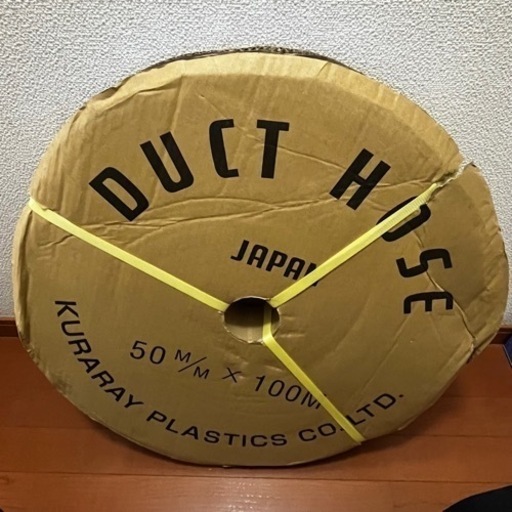 DUCT HOSE
JAPAN
50 M/M × 100M
KURARAY PLASTICS CO., LTD.